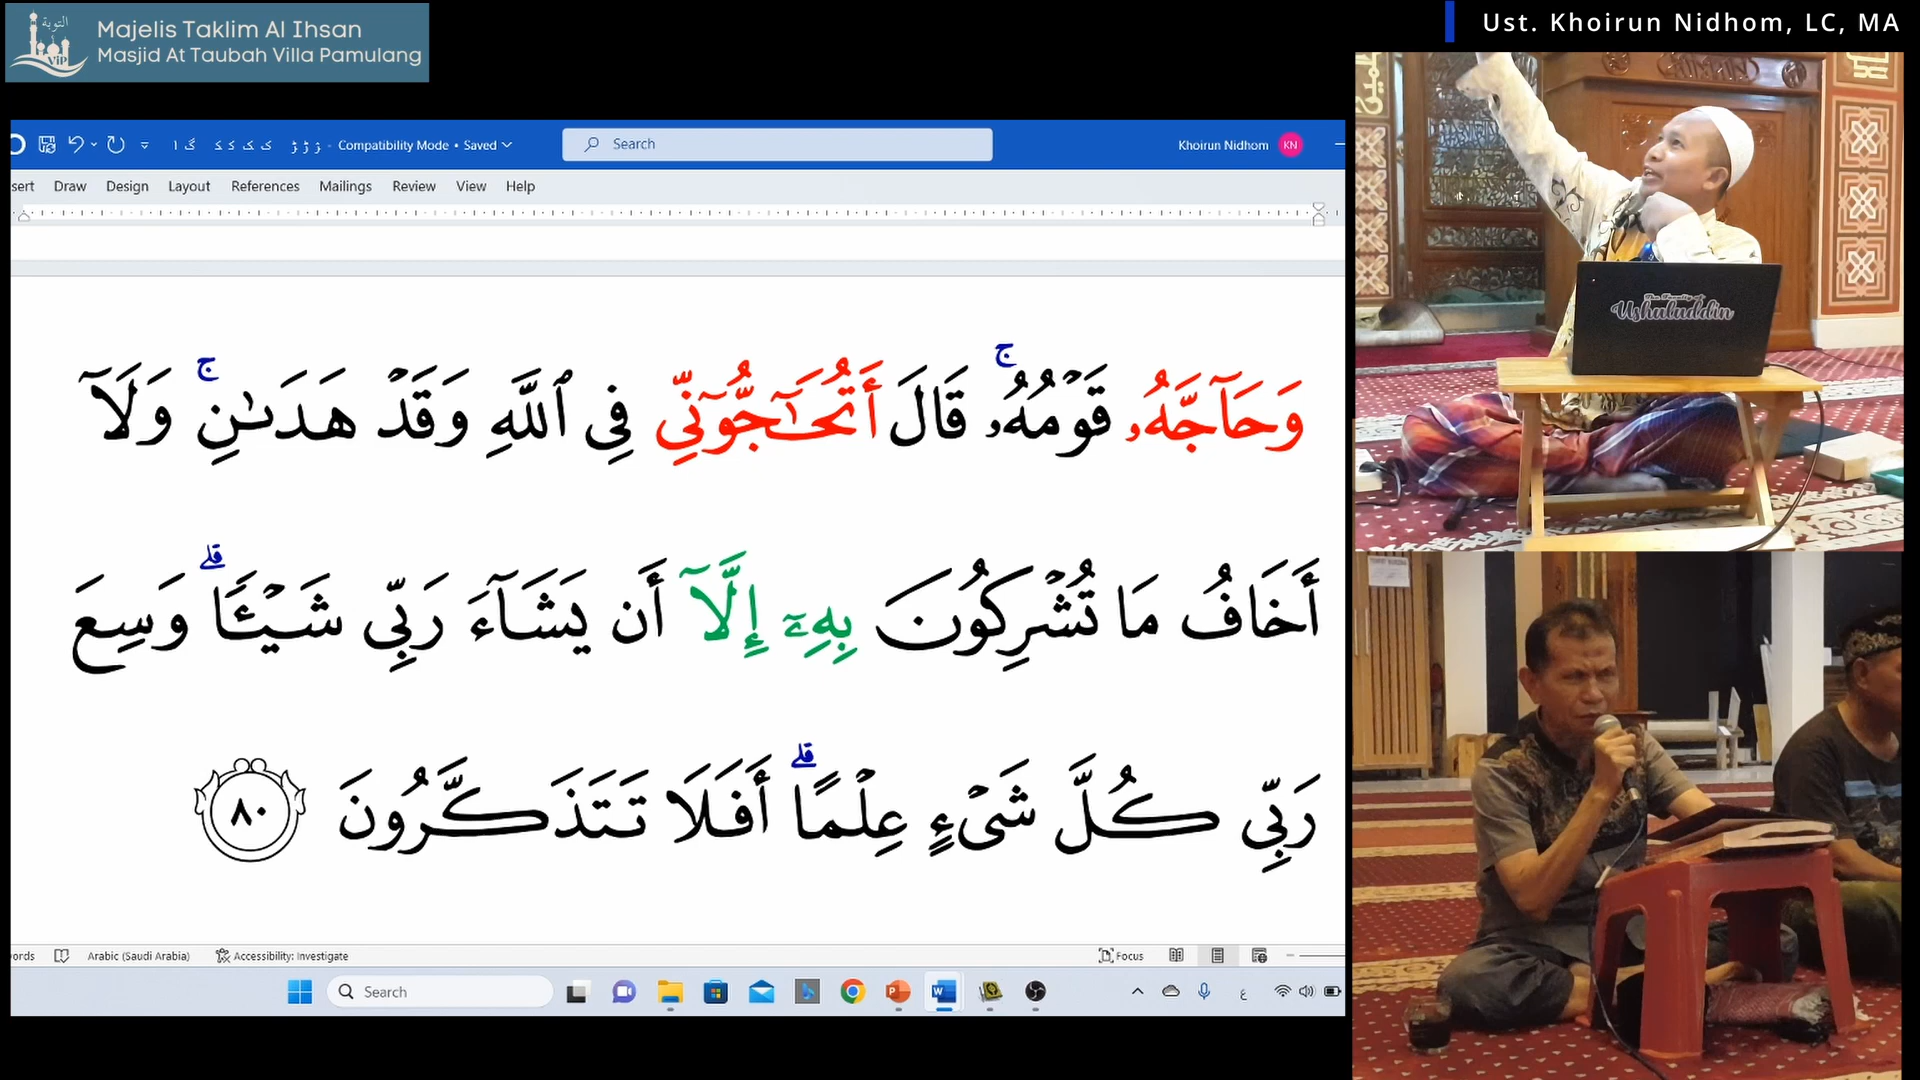 التوبة
ViP
Majelis Taklim Al Ihsan
Masjid At Taubah Villa Pamulang
Ust. Khoirun Nidhom, LC, MA
Compatibility Mode • Saved
Search
Khoirun Nidhom
KN
sert Draw Design Layout References Mailings Review View Help
وَحَآجَّهُۥ قَوْمُهُۥ ۚ قَالَ أَتُحَـٰٓجُّوٓنِّى فِى ٱللَّهِ وَقَدْ هَدَىٰنِ ۚ وَلَآ
أَخَافُ مَا تُشْرِكُونَ بِهِۦٓ إِلَّآ أَن يَشَآءَ رَبِّى شَيْـًٔا ۗ وَسِعَ
رَبِّى كُلَّ شَىْءٍ عِلْمًا ۗ أَفَلَا تَتَذَكَّرُونَ ٨٠
ords Arabic (Saudi Arabia) Accessibility: Investigate Focus
Search
ع
Ushuluddin